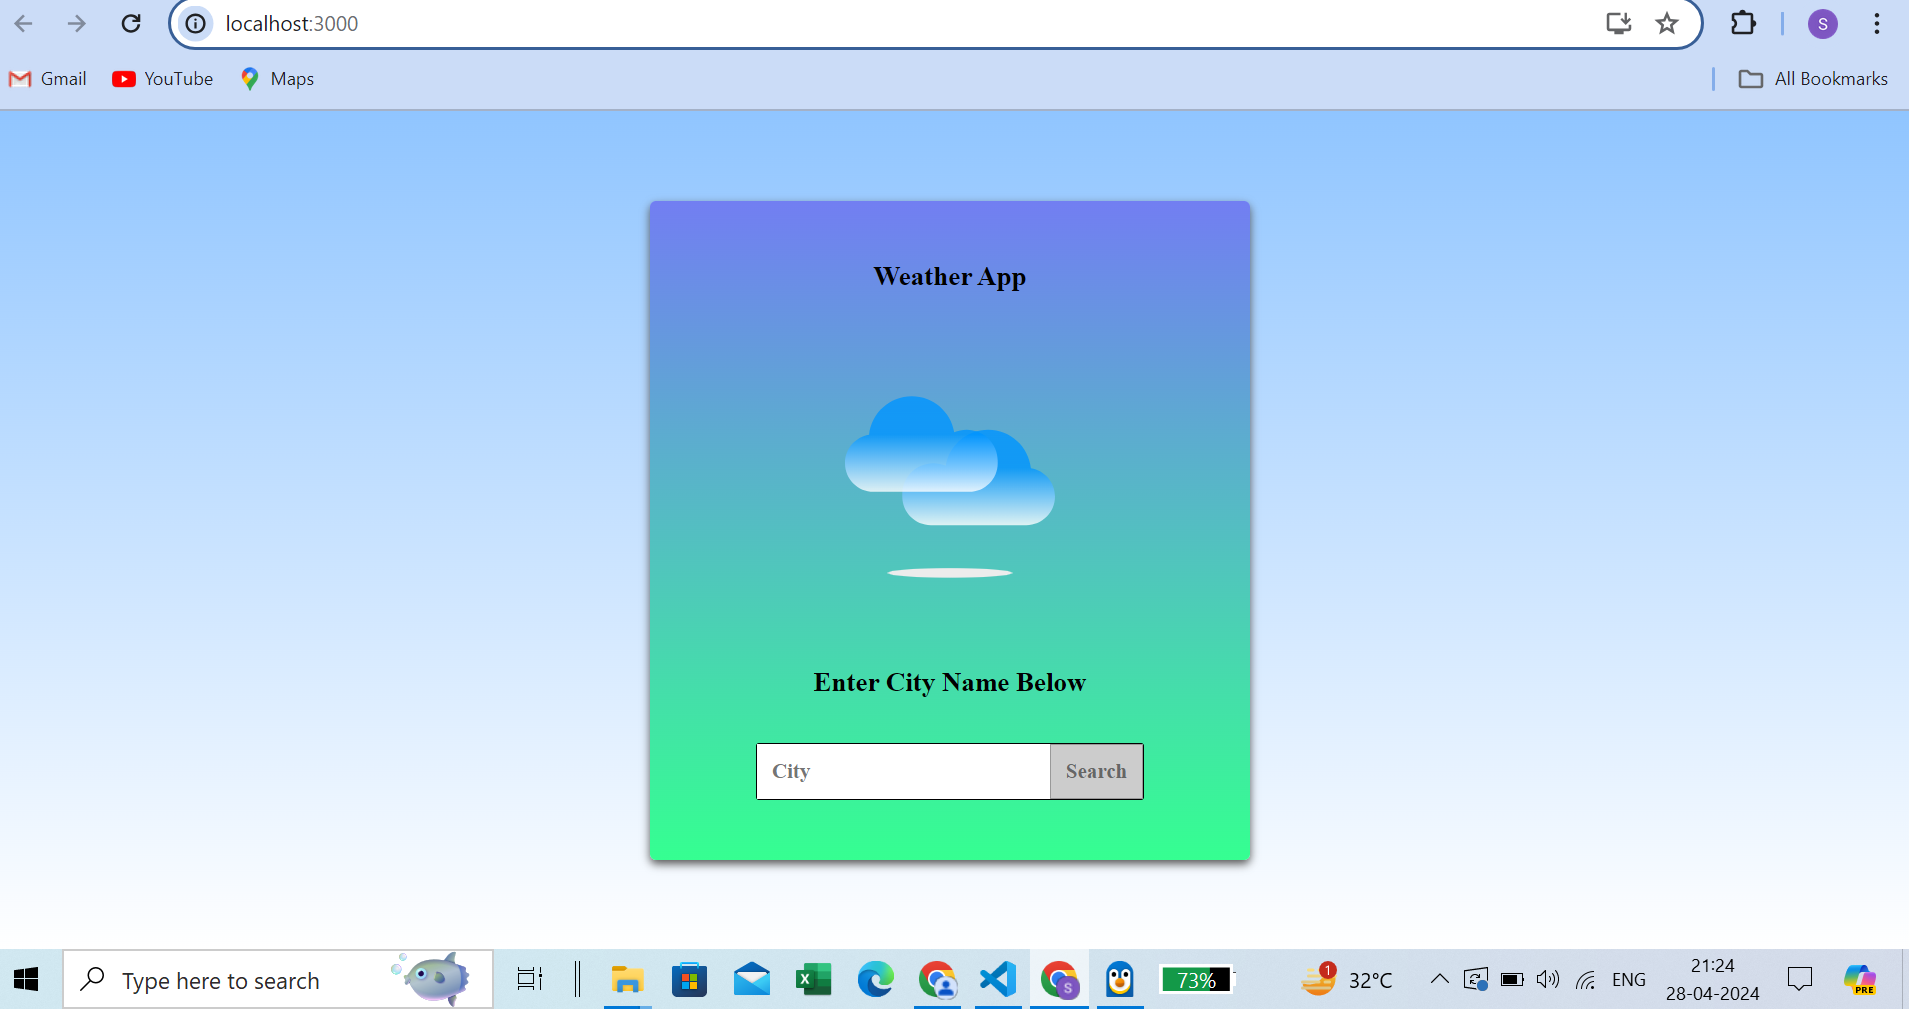 localhost:3000
S
Gmail
YouTube
Maps
All Bookmarks
Weather App
Enter City Name Below
City
Search
Type here to search
X
S
73%
1
32°C
ENG
21:24
28-04-2024
PRE